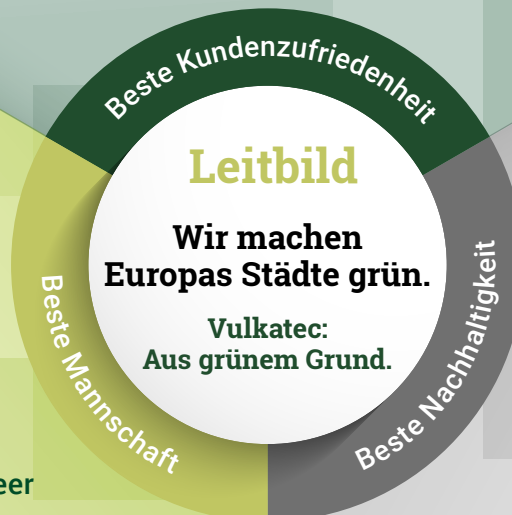 Beste Kundenzufriedenheit
Leitbild
Wir machen
Europas Städte grün.
Vulkatec:
Aus grünem Grund.
Beste Mannschaft
Beste Nachhaltigkeit